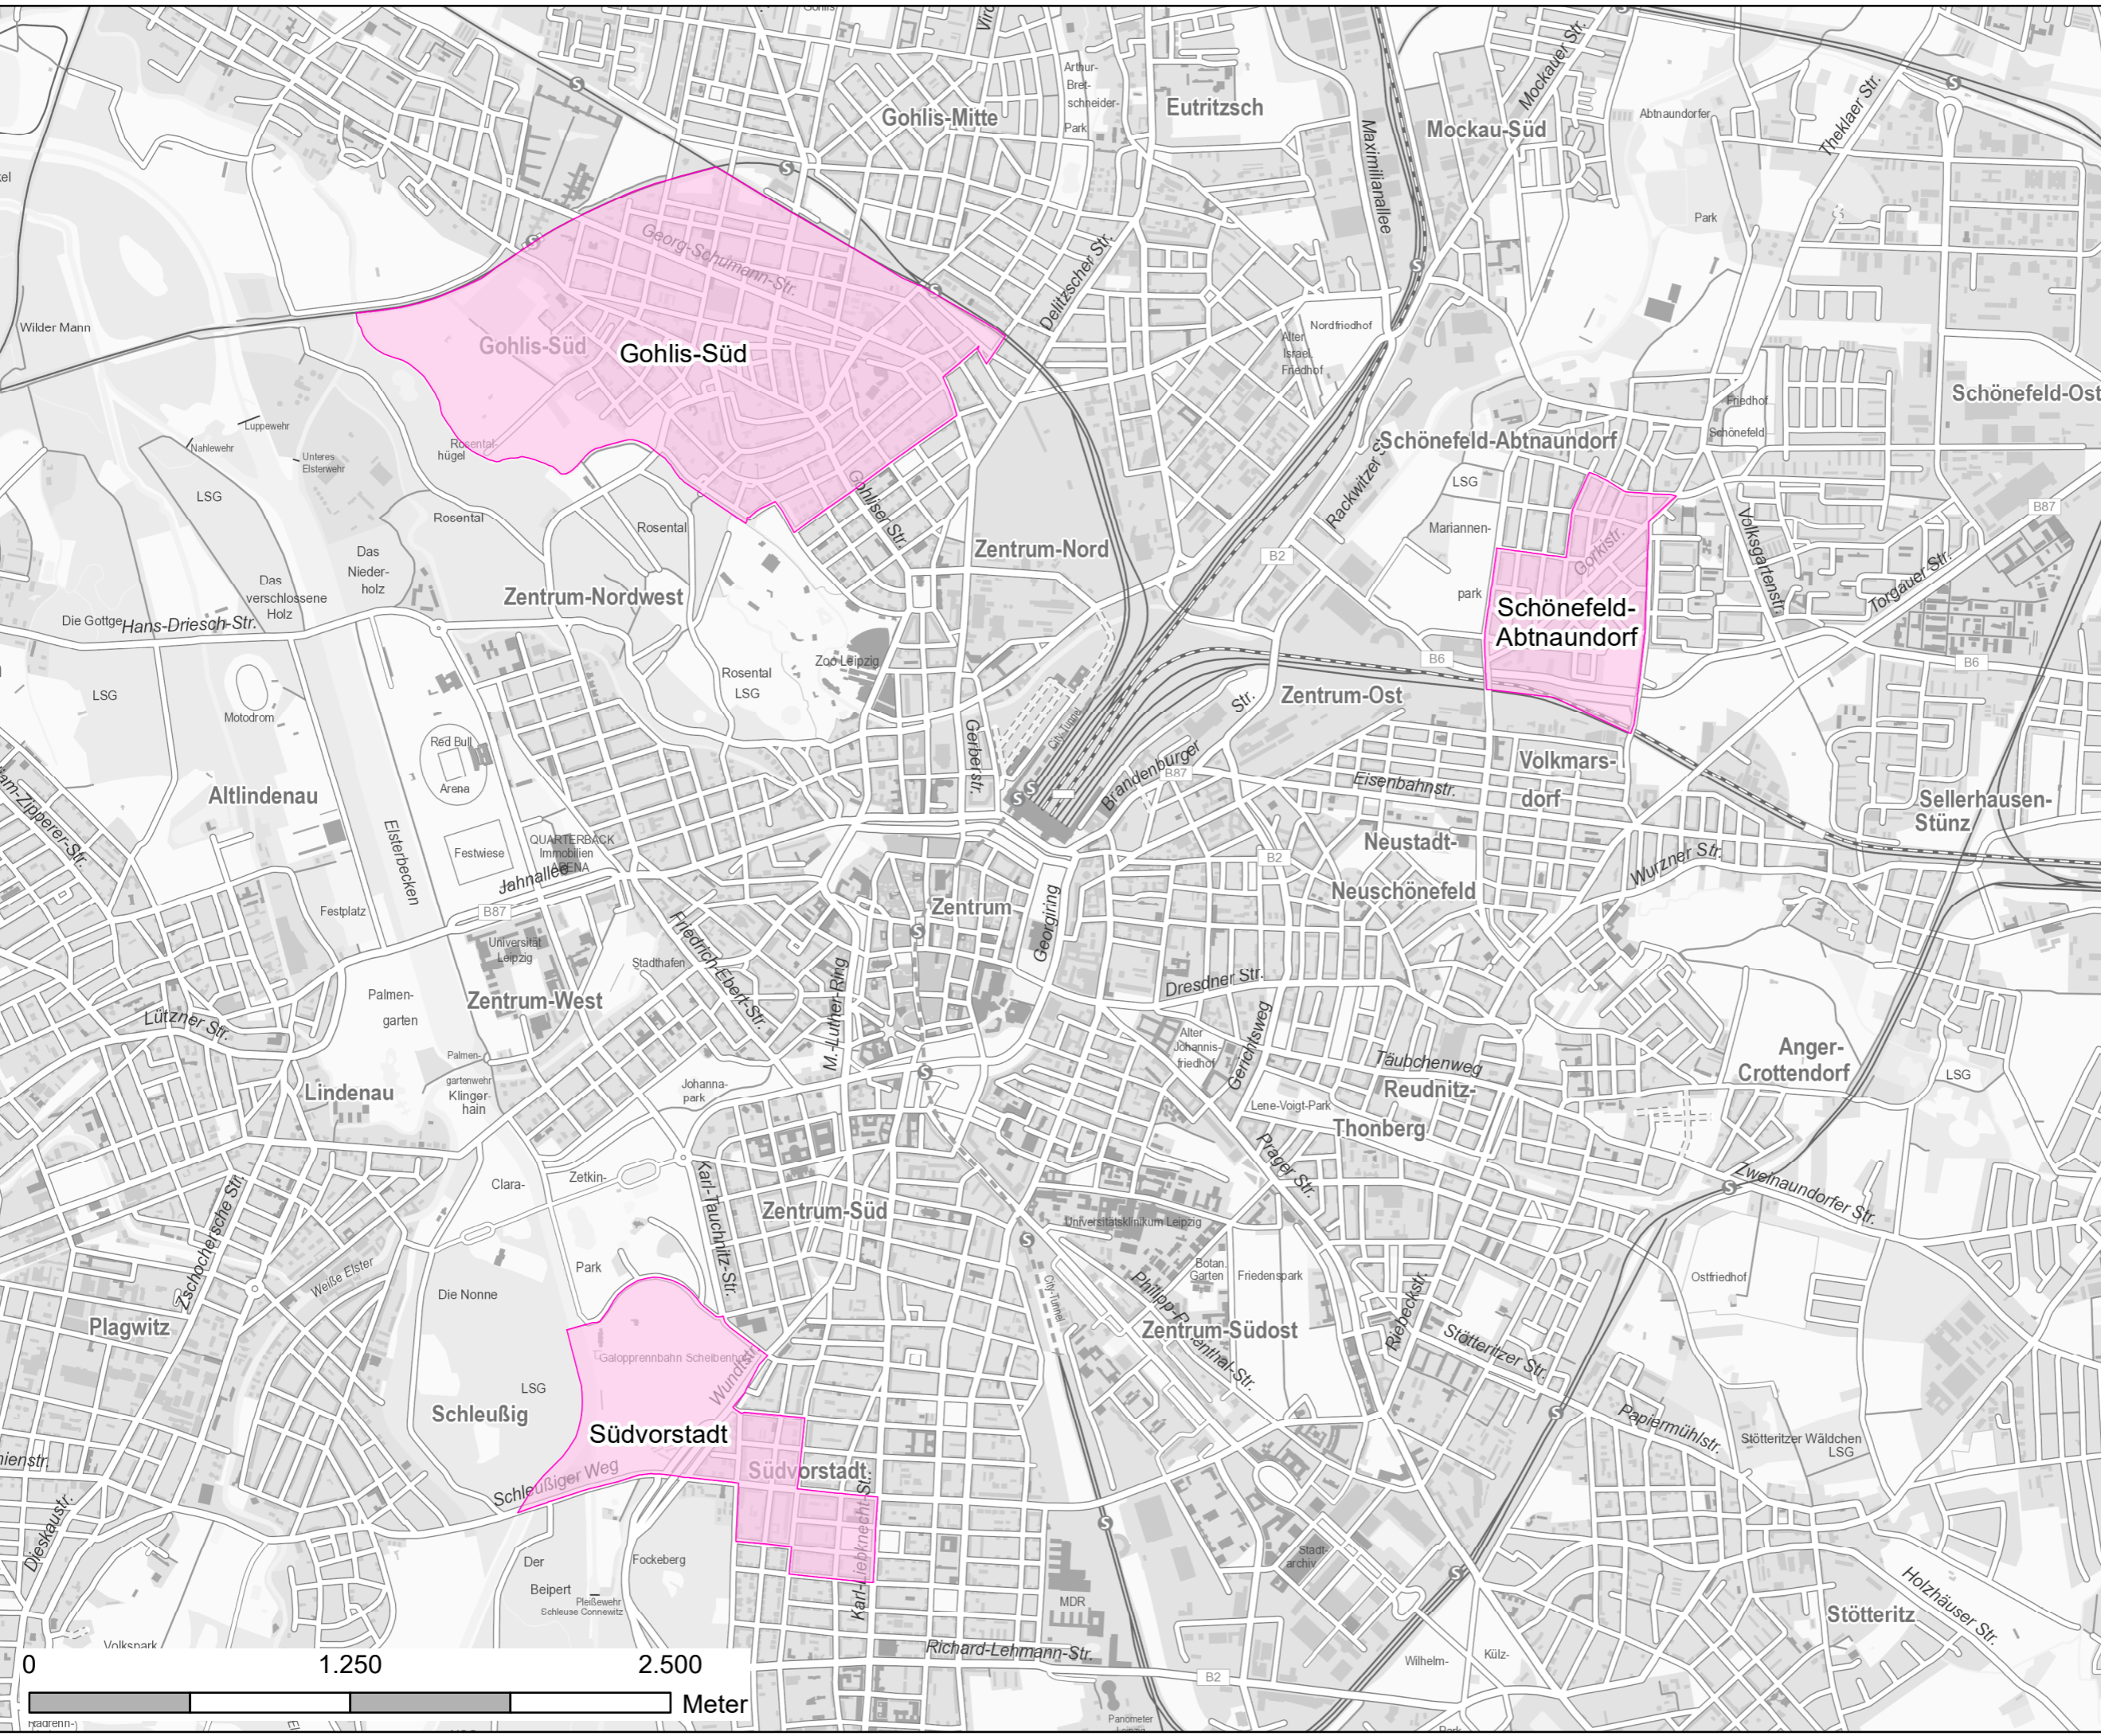 Gohlis
Arthur-
Bret-
schneider-
Park
Gohlis-Mitte
Eutritzsch
Maximilianallee
Mockau-Süd
Mockauer Str.
Abtnaundorfer
Park
Theklaer Str.
Georg-Schumann-Str.
Gohlis-Süd
Gohlis-Süd
Delitzscher Str.
Nordfriedhof
Alter
Israel.
Friedhof
Wilder Mann
Luppewehr
Nahlewehr
Unteres
Elsterwehr
Rosental-
hügel
LSG
Rosental
Rosental
Gohliser Str.
Das
Nieder-
holz
Das
verschlossene
Holz
Die Gottge
Hans-Driesch-Str.
Zentrum-Nordwest
Zentrum-Nord
B2
Rackwitzer S
Schönefeld-Abtnaundorf
LSG
Mariannen-
park
Friedhof
Schönefeld
Schönefeld-Ost
B87
Gorkistr.
Schönefeld-
Abtnaundorf
Volksgartenstr.
Torgauer Str.
B6
B6
LSG
Motodrom
Red Bull
Arena
Rosental
LSG
Zoo Leipzig
Gerberstr.
City-Tunnel
Brandenburger
Str.
B87
Zentrum-Ost
Eisenbahnstr.
Volkmars-
dorf
Sellerhausen-
Stünz
Altlindenau
Elsterbecken
Festwiese
QUARTERBACK
Immobilien
ARENA
Jahnallee
B87
Festplatz
Universität
Leipzig
Stadthafen
Friedrich-Ebert-Str.
Zentrum
Georgiring
B2
Neustadt-
Neuschönefeld
Wurzner Str.
Dresdner Str.
Zentrum-West
M.-Luther-Ring
Palmen-
garten
Lützner Str.
Palmen-
gartenwehr
Klinger-
hain
Lindenau
Johanna-
park
Alter
Johannis-
friedhof
Gerichtsweg
Täubchenweg
Reudnitz-
Thonberg
Lene-Voigt-Park
Anger-
Crottendorf
LSG
Prager Str.
Zweinaundorfer Str.
Clara-
Zetkin-
Park
Karl-Tauchnitz-Str.
Zentrum-Süd
Universitätsklinikum Leipzig
Botan.
Garten
Friedenspark
City-Tunnel
Philipp-Rosenthal-Str.
Zentrum-Südost
Riebeckstr.
Stötteritzer Str.
Ostfriedhof
Zschochersche Str.
Weiße Elster
Plagwitz
Die Nonne
LSG
Schleußig
Galopprennbahn Scheibenholz
Wundtstr.
Südvorstadt
Südvorstadt
Schleußiger Weg
Karl-Liebknecht-Str.
Papiermühlstr.
Stötteritzer Wäldchen
LSG
Dieskaustr.
Der
Beipert
Fockeberg
Pleißewehr
Schleuse Connewitz
Stadt-
archiv
MDR
Holzhäuser Str.
Stötteritz
Volkspark
Richard-Lehmann-Str.
B2
Wilhelm-
Külz-
Park
Panometer
Leipzig
0
1.250
2.500
Meter